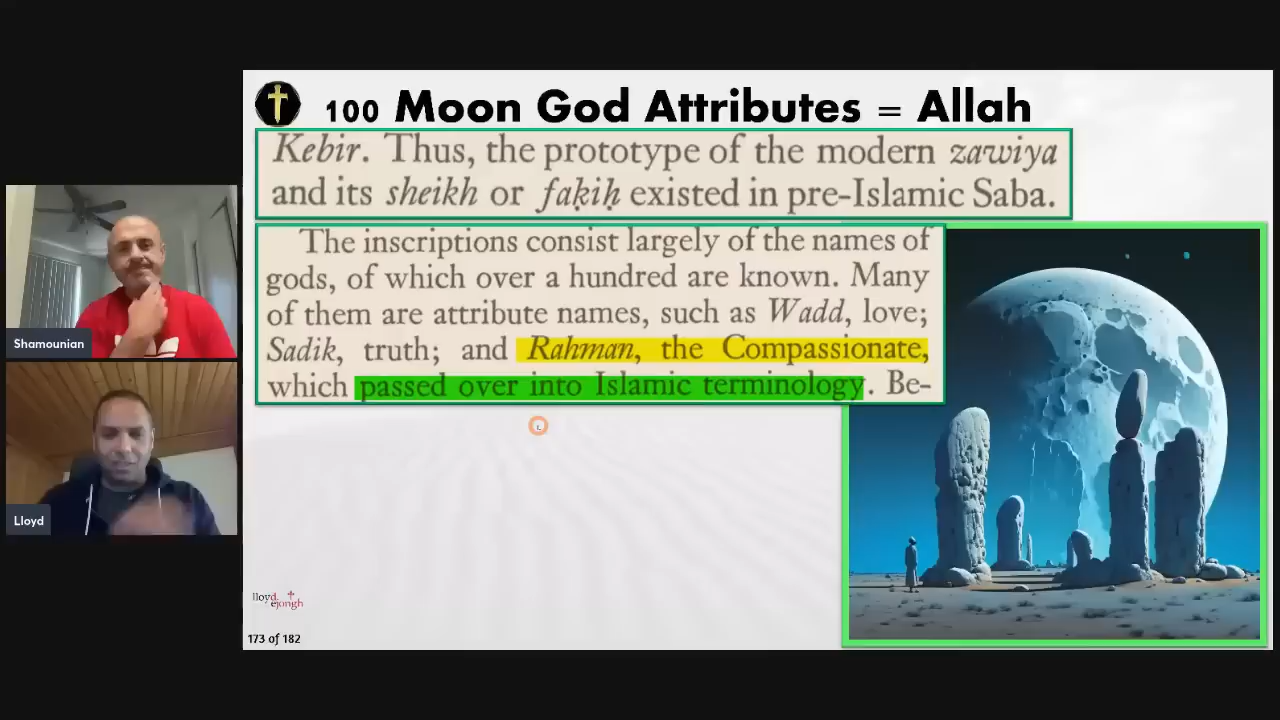 100 Moon God Attributes = Allah
Kebir. Thus, the prototype of the modern zawiya
and its sheikh or faḳiḥ existed in pre-Islamic Saba.
The inscriptions consist largely of the names of
gods, of which over a hundred are known. Many
of them are attribute names, such as Wadd, love;
Sadik, truth; and Rahman, the Compassionate,
which passed over into Islamic terminology. Be-
Shamounian
Lloyd
lloyd.
ejongh
173 of 182